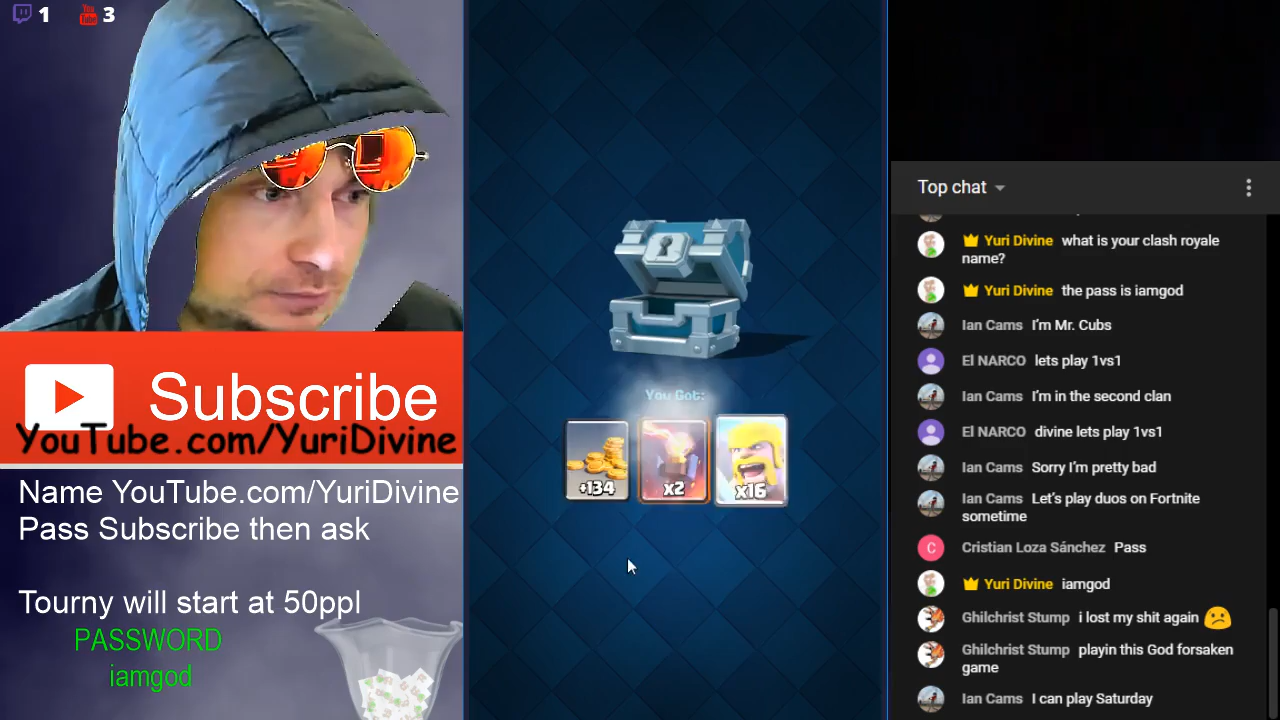 1
You Tube 3
Subscribe
YouTube.com/YuriDivine
Name YouTube.com/YuriDivine
Pass Subscribe then ask
Tourny will start at 50ppl
PASSWORD
iamgod
You Got:
+134
x2
x16
Top chat
Yuri Divine what is your clash royale
name?
Yuri Divine the pass is iamgod
Ian Cams I'm Mr. Cubs
El NARCO lets play 1vs1
Ian Cams I'm in the second clan
El NARCO divine lets play 1vs1
Ian Cams Sorry I'm pretty bad
Ian Cams Let's play duos on Fortnite
sometime
C Cristian Loza Sánchez Pass
Yuri Divine iamgod
Ghilchrist Stump i lost my shit again
Ghilchrist Stump playin this God forsaken
game
Ian Cams I can play Saturday